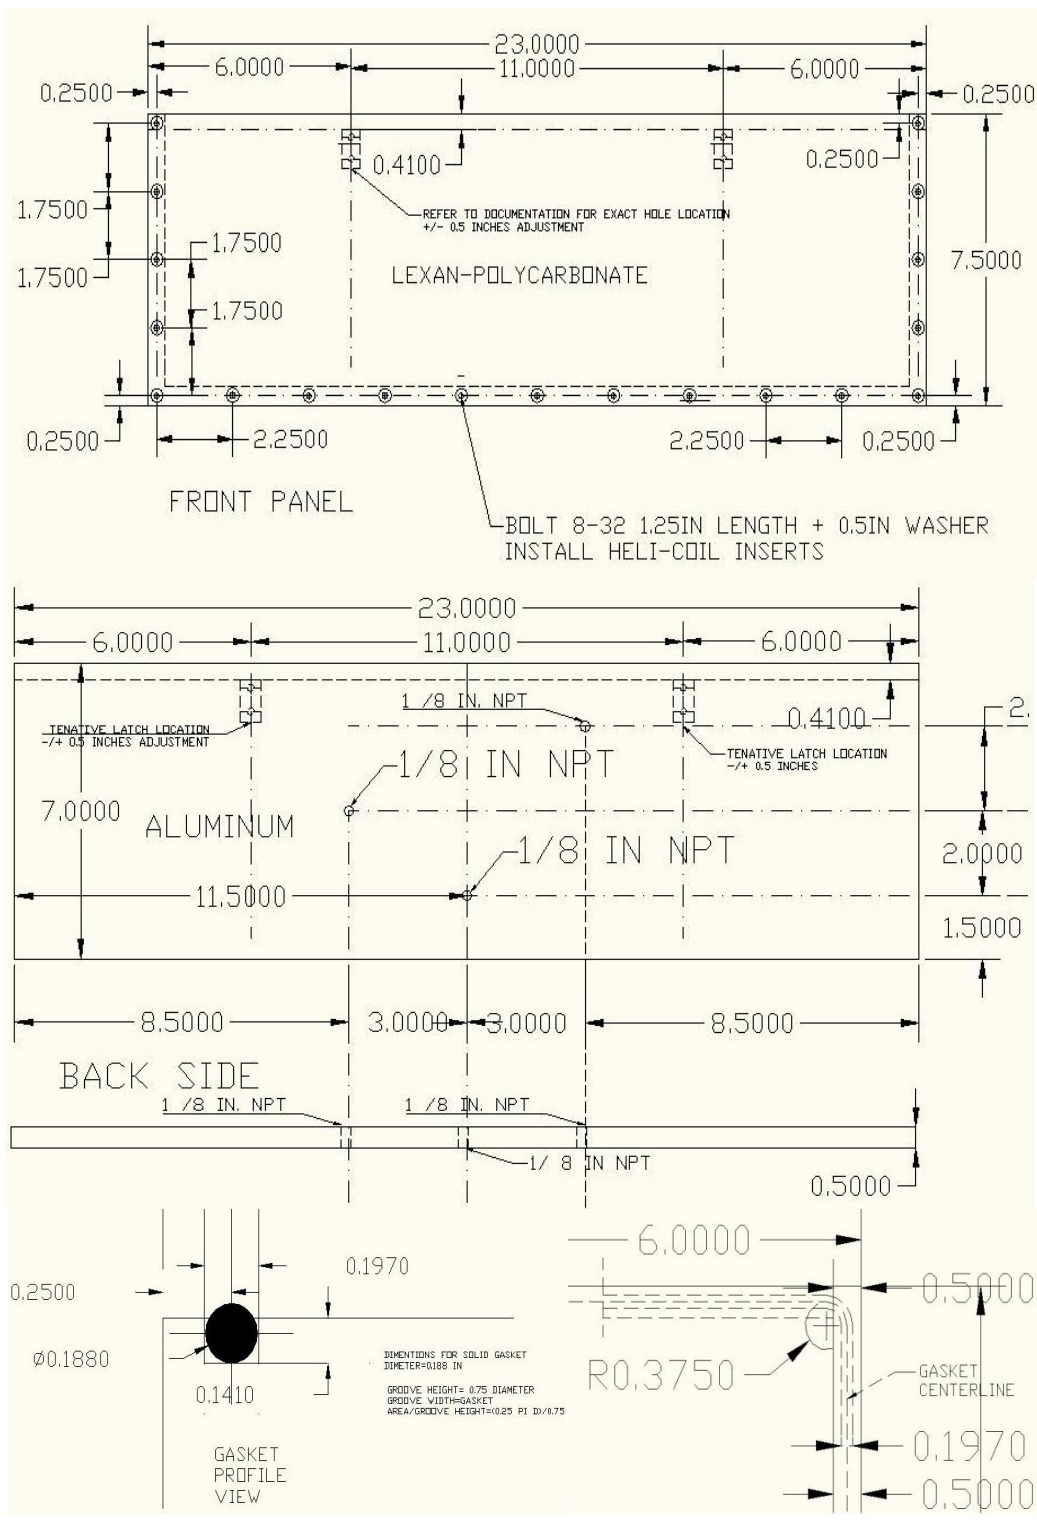 23.0000
6.0000 11.0000 6.0000
0.2500 0.2500
0.4100 0.2500
1.7500
REFER TO DOCUMENTATION FOR EXACT HOLE LOCATION
+/- 0.5 INCHES ADJUSTMENT
1.7500
1.7500
LEXAN-POLYCARBONATE
7.5000
1.7500
0.2500 2.2500 2.2500 0.2500
FRONT PANEL
BOLT 8-32 1.25IN LENGTH + 0.5IN WASHER
INSTALL HELI-COIL INSERTS
23.0000
6.0000 11.0000 6.0000
1 /8 IN. NPT
0.4100
2.
TENATIVE LATCH LOCATION
-/+ 0.5 INCHES ADJUSTMENT
TENATIVE LATCH LOCATION
-/+ 0.5 INCHES
1/8 IN NPT
7.0000
ALUMINUM
1/8 IN NPT
2.0000
11.5000
1.5000
8.5000 3.0000 3.0000 8.5000
BACK SIDE
1 /8 IN. NPT 1 /8 IN. NPT
1/ 8 IN NPT
0.5000
0.2500
0.1970
Ø0.1880
0.1410
DIMENTIONS FOR SOLID GASKET
DIMETER=0.188 IN
GROOVE HEIGHT= 0.75 DIAMETER
GROOVE WIDTH=GASKET
AREA/GROOVE HEIGHT=(0.25 PI D)/0.75
GASKET
PROFILE
VIEW
6.0000
0.5000
R0.3750
GASKET
CENTERLINE
0.1970
0.5000